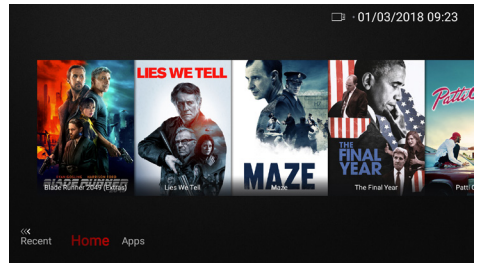 01/03/2018 09:23
LIES WE TELL
Patti C
BLADE RUNNER
Blade Runner 2049 (Extras)
Lies We Tell
MAZE
Maze
THE
FINAL
YEAR
The Final Year
Patti C
Recent
Home
Apps